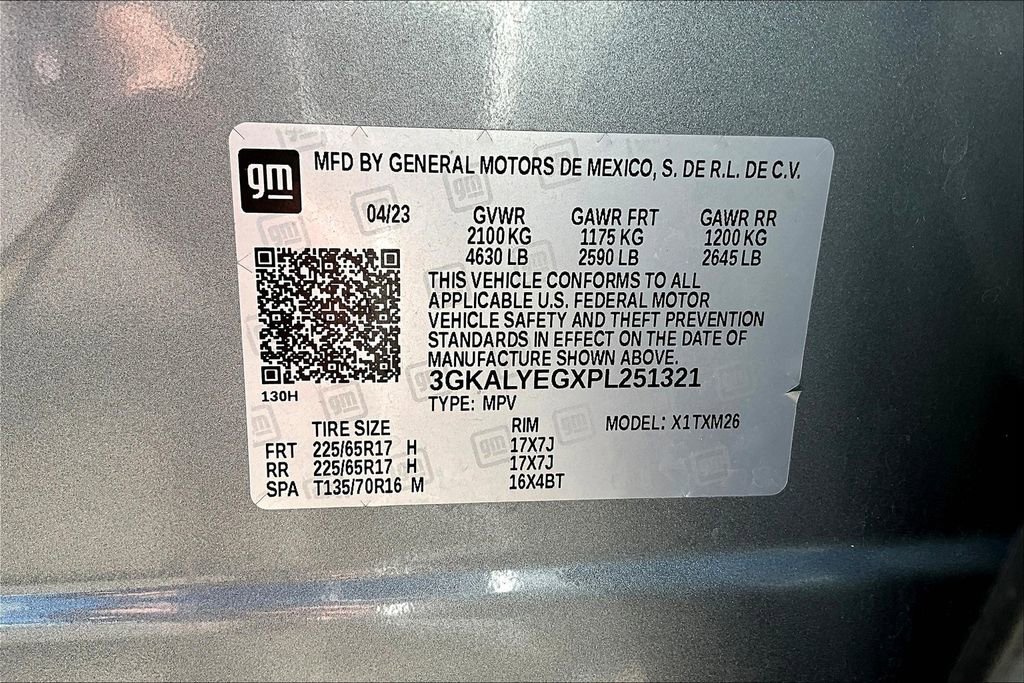 gm
MFD BY GENERAL MOTORS DE MEXICO, S. DE R.L. DE C.V.
04/23 GVWR GAWR FRT GAWR RR
2100 KG 1175 KG 1200 KG
4630 LB 2590 LB 2645 LB
THIS VEHICLE CONFORMS TO ALL
APPLICABLE U.S. FEDERAL MOTOR
VEHICLE SAFETY AND THEFT PREVENTION
STANDARDS IN EFFECT ON THE DATE OF
MANUFACTURE SHOWN ABOVE.
3GKALYEGXPL251321
130H
TYPE: MPV
TIRE SIZE RIM MODEL: X1TXM26
FRT 225/65R17 H 17X7J
RR 225/65R17 H 17X7J
SPA T135/70R16 M 16X4BT